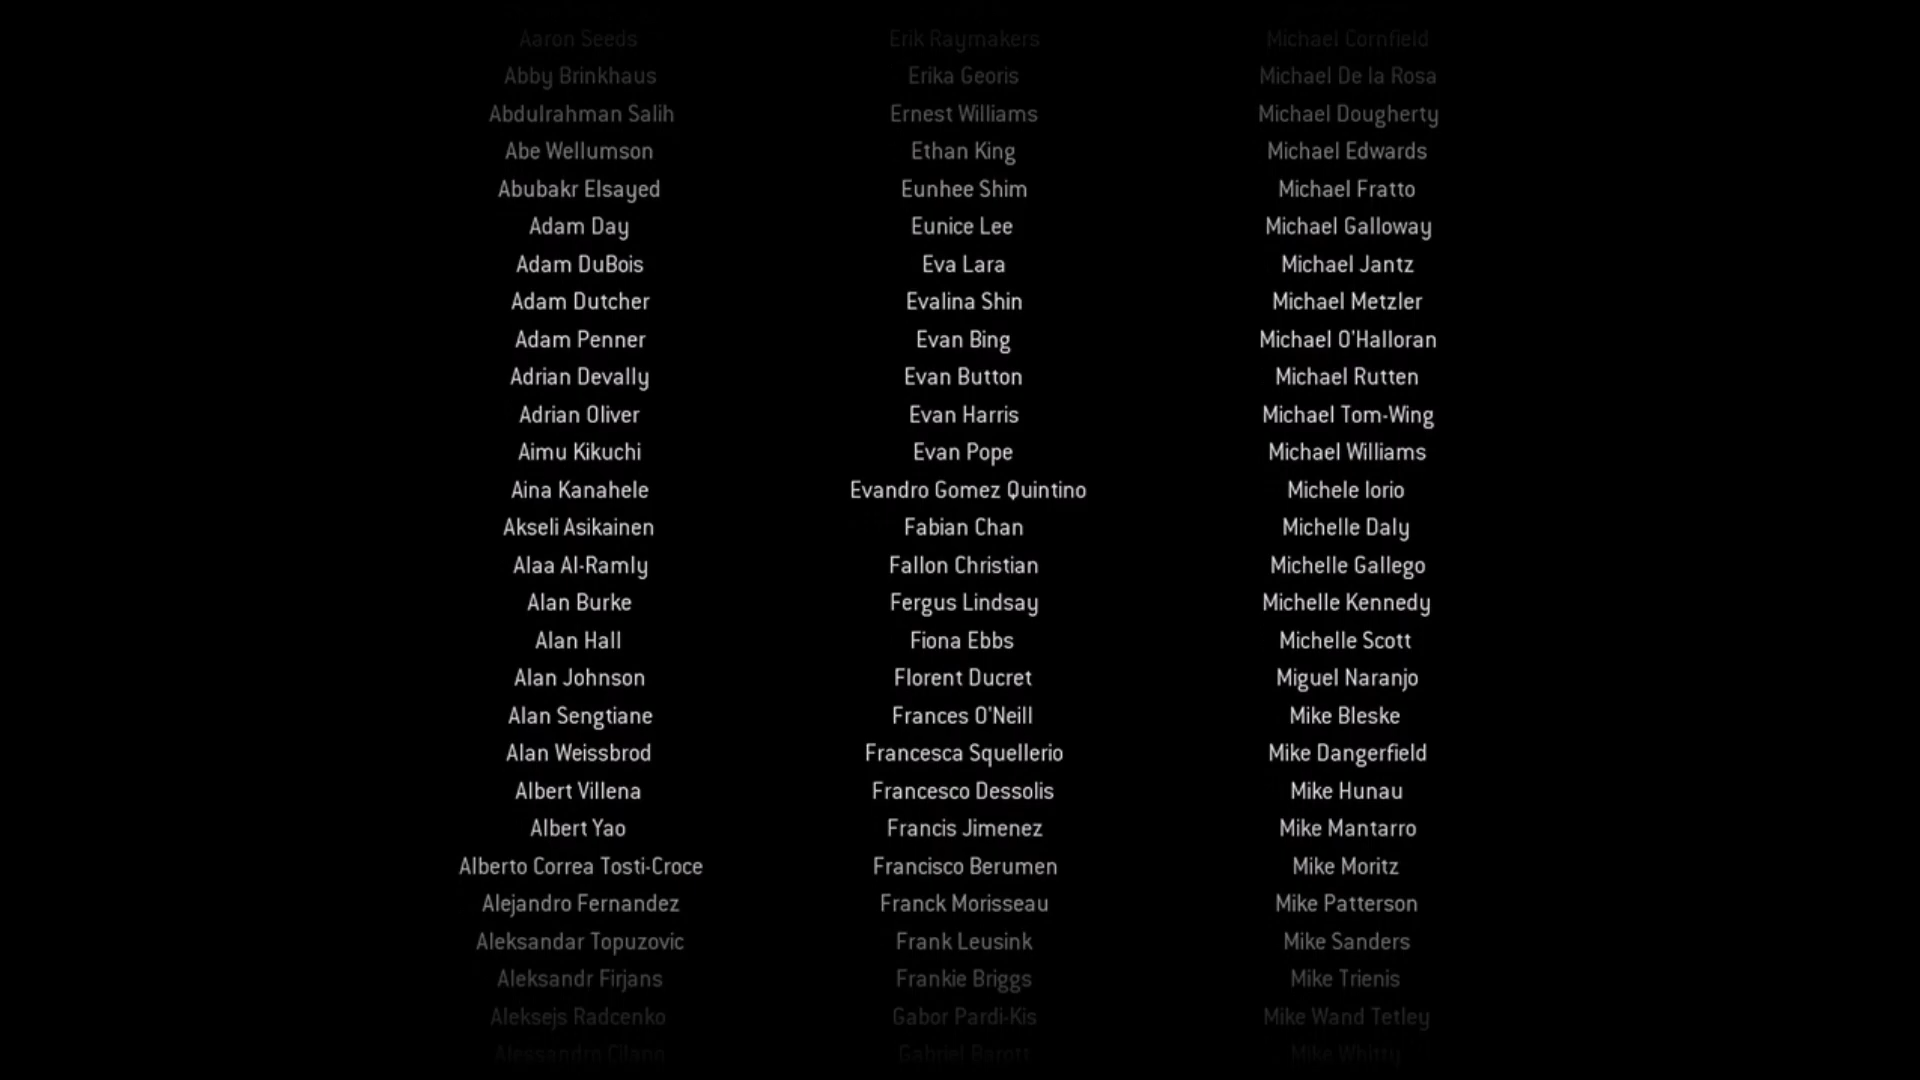 Aaron Seeds
Abby Brinkhaus
Abdulrahman Salih
Abe Wellumson
Abubakr Elsayed
Adam Day
Adam DuBois
Adam Dutcher
Adam Penner
Adrian Devally
Adrian Oliver
Aimu Kikuchi
Aina Kanahele
Akseli Asikainen
Alaa Al-Ramly
Alan Burke
Alan Hall
Alan Johnson
Alan Sengtiane
Alan Weissbrod
Albert Villena
Albert Yao
Alberto Correa Tosti-Croce
Alejandro Fernandez
Aleksandar Topuzovic
Aleksandr Firjans
Aleksejs Radcenko
Alessandro Cilano
Erik Raymakers
Erika Georis
Ernest Williams
Ethan King
Eunhee Shim
Eunice Lee
Eva Lara
Evalina Shin
Evan Bing
Evan Button
Evan Harris
Evan Pope
Evandro Gomez Quintino
Fabian Chan
Fallon Christian
Fergus Lindsay
Fiona Ebbs
Florent Ducret
Frances O'Neill
Francesca Squellerio
Francesco Dessolis
Francis Jimenez
Francisco Berumen
Franck Morisseau
Frank Leusink
Frankie Briggs
Gabor Pardi-Kis
Gabriel Barott
Michael Cornfield
Michael De la Rosa
Michael Dougherty
Michael Edwards
Michael Fratto
Michael Galloway
Michael Jantz
Michael Metzler
Michael O'Halloran
Michael Rutten
Michael Tom-Wing
Michael Williams
Michele Iorio
Michelle Daly
Michelle Gallego
Michelle Kennedy
Michelle Scott
Miguel Naranjo
Mike Bleske
Mike Dangerfield
Mike Hunau
Mike Mantarro
Mike Moritz
Mike Patterson
Mike Sanders
Mike Trienis
Mike Wand Tetley
Mike Whitty